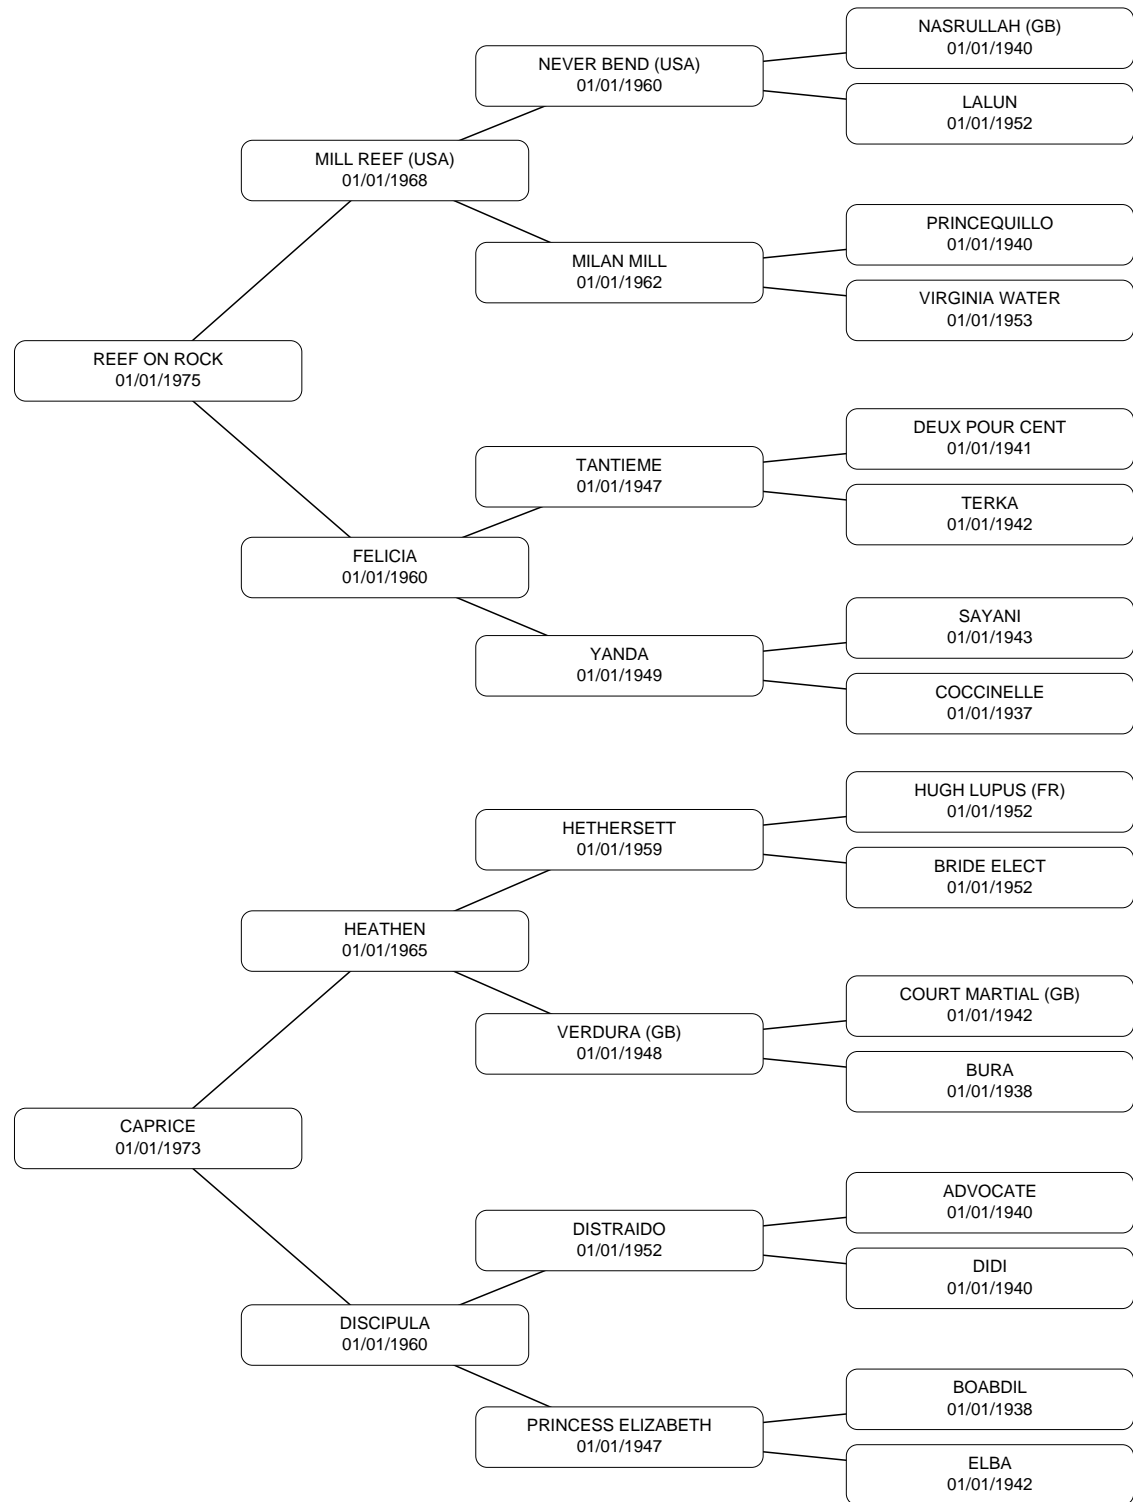 NASRULLAH (GB)
01/01/1940
NEVER BEND (USA)
01/01/1960
LALUN
01/01/1952
MILL REEF (USA)
01/01/1968
PRINCEQUILLO
01/01/1940
MILAN MILL
01/01/1962
VIRGINIA WATER
01/01/1953
REEF ON ROCK
01/01/1975
DEUX POUR CENT
01/01/1941
TANTIEME
01/01/1947
TERKA
01/01/1942
FELICIA
01/01/1960
SAYANI
01/01/1943
YANDA
01/01/1949
COCCINELLE
01/01/1937
HUGH LUPUS (FR)
01/01/1952
HETHERSETT
01/01/1959
BRIDE ELECT
01/01/1952
HEATHEN
01/01/1965
COURT MARTIAL (GB)
01/01/1942
VERDURA (GB)
01/01/1948
BURA
01/01/1938
CAPRICE
01/01/1973
ADVOCATE
01/01/1940
DISTRAIDO
01/01/1952
DIDI
01/01/1940
DISCIPULA
01/01/1960
BOABDIL
01/01/1938
PRINCESS ELIZABETH
01/01/1947
ELBA
01/01/1942